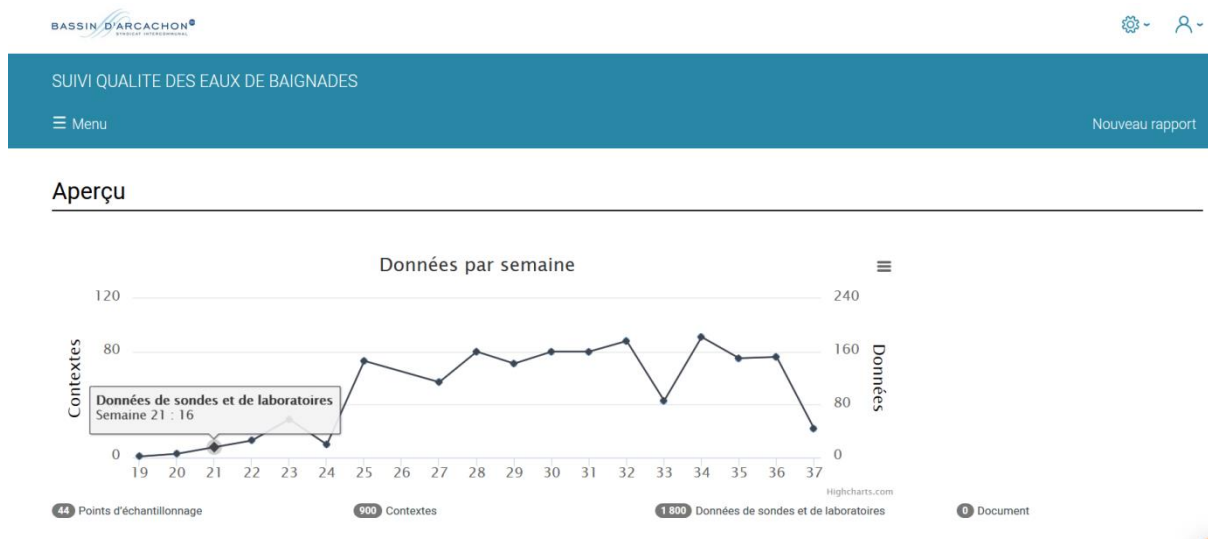 BASSIN D'ARCACHON
SYNDICAT INTERCOMMUNAL
SUIVI QUALITE DES EAUX DE BAIGNADES
☰ Menu
Nouveau rapport
Aperçu
Données par semaine
120
240
80
160
80
0
0
Contextes
Données
Données de sondes et de laboratoires
Semaine 21 : 16
19 20 21 22 23 24 25 26 27 28 29 30 31 32 33 34 35 36 37
Highcharts.com
44 Points d'échantillonnage
900 Contextes
1 800 Données de sondes et de laboratoires
0 Document